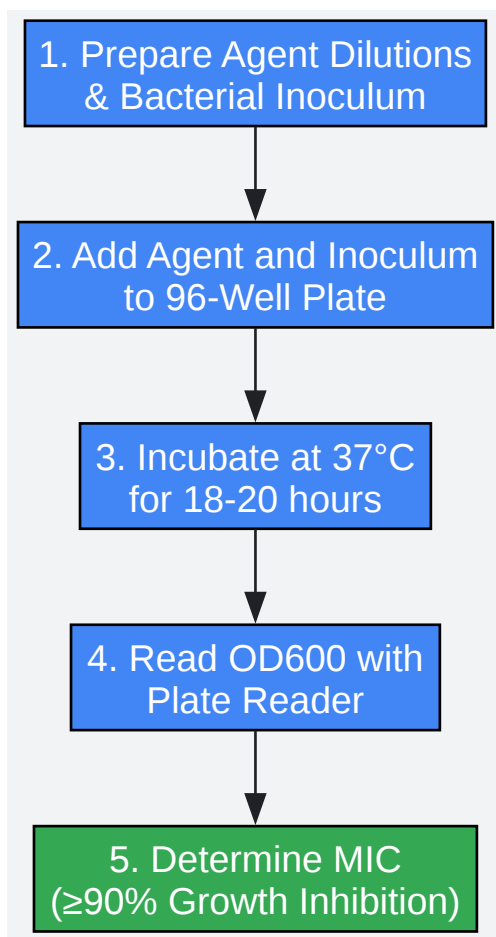 1. Prepare Agent Dilutions
& Bacterial Inoculum
2. Add Agent and Inoculum
to 96-Well Plate
3. Incubate at 37°C
for 18-20 hours
4. Read OD600 with
Plate Reader
5. Determine MIC
(≥90% Growth Inhibition)